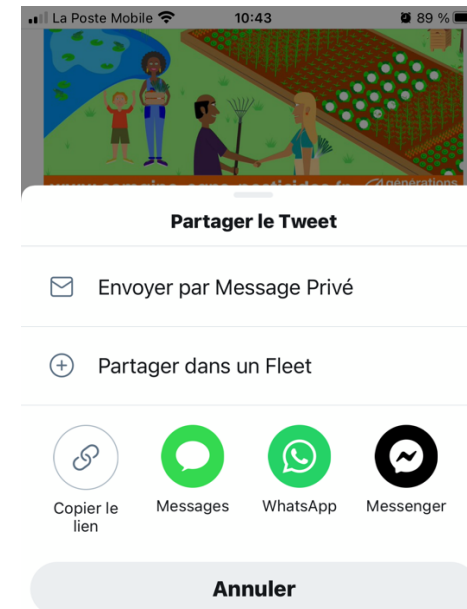 La Poste Mobile 10:43 89 %
générations
Partager le Tweet
Envoyer par Message Privé
Partager dans un Fleet
Copier le
lien
Messages
WhatsApp
Messenger
Annuler